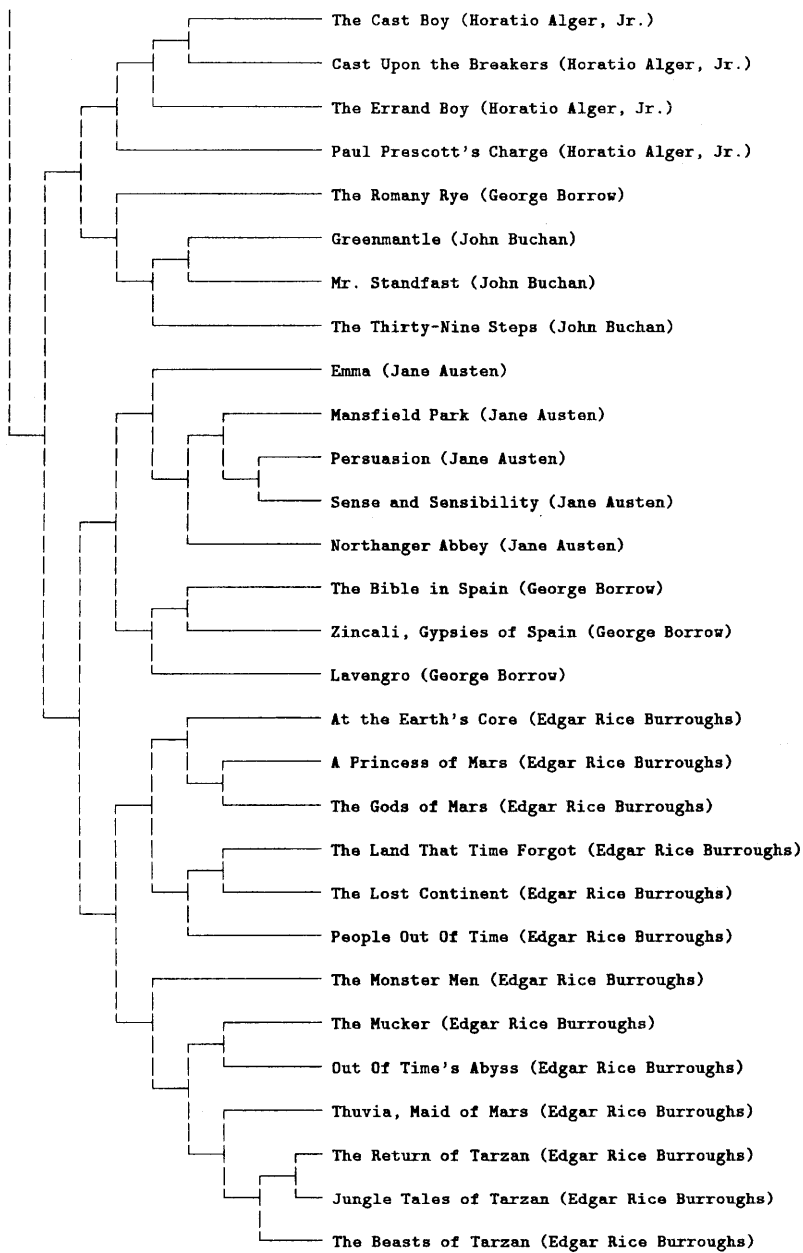 The Cast Boy (Horatio Alger, Jr.)
Cast Upon the Breakers (Horatio Alger, Jr.)
The Errand Boy (Horatio Alger, Jr.)
Paul Prescott's Charge (Horatio Alger, Jr.)
The Romany Rye (George Borrow)
Greenmantle (John Buchan)
Mr. Standfast (John Buchan)
The Thirty-Nine Steps (John Buchan)
Emma (Jane Austen)
Mansfield Park (Jane Austen)
Persuasion (Jane Austen)
Sense and Sensibility (Jane Austen)
Northanger Abbey (Jane Austen)
The Bible in Spain (George Borrow)
Zincali, Gypsies of Spain (George Borrow)
Lavengro (George Borrow)
At the Earth's Core (Edgar Rice Burroughs)
A Princess of Mars (Edgar Rice Burroughs)
The Gods of Mars (Edgar Rice Burroughs)
The Land That Time Forgot (Edgar Rice Burroughs)
The Lost Continent (Edgar Rice Burroughs)
People Out Of Time (Edgar Rice Burroughs)
The Monster Men (Edgar Rice Burroughs)
The Mucker (Edgar Rice Burroughs)
Out Of Time's Abyss (Edgar Rice Burroughs)
Thuvia, Maid of Mars (Edgar Rice Burroughs)
The Return of Tarzan (Edgar Rice Burroughs)
Jungle Tales of Tarzan (Edgar Rice Burroughs)
The Beasts of Tarzan (Edgar Rice Burroughs)